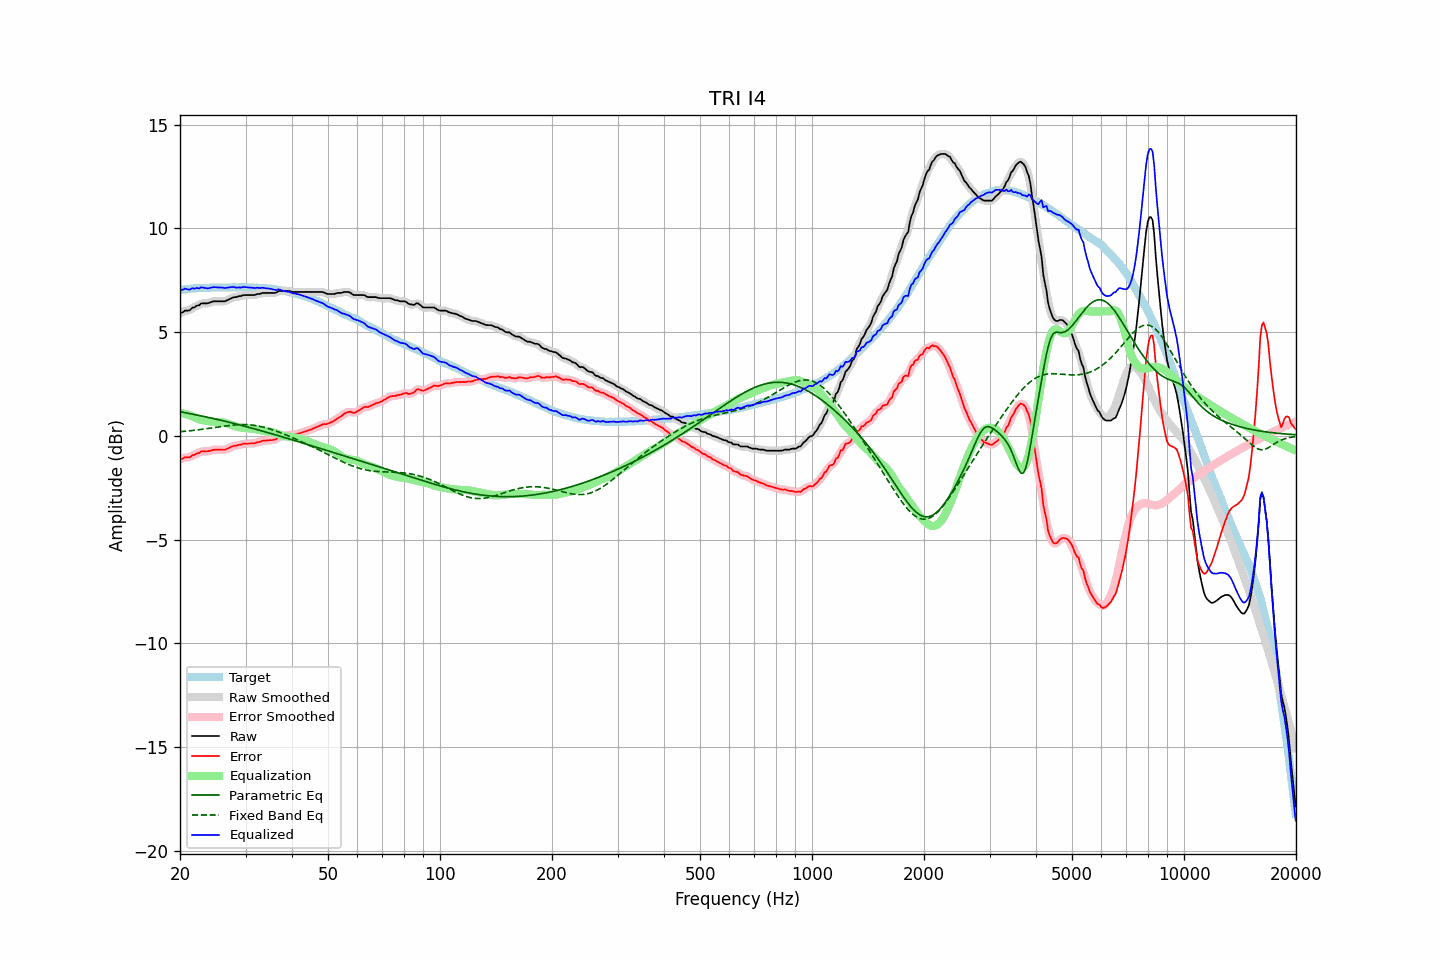 TRI I4
15
10
5
0
−5
−10
−15
−20
Amplitude (dBr)
Target
Raw Smoothed
Error Smoothed
Raw
Error
Equalization
Parametric Eq
Fixed Band Eq
Equalized
20 50 100 200 500 1000 2000 5000 10000 20000
Frequency (Hz)